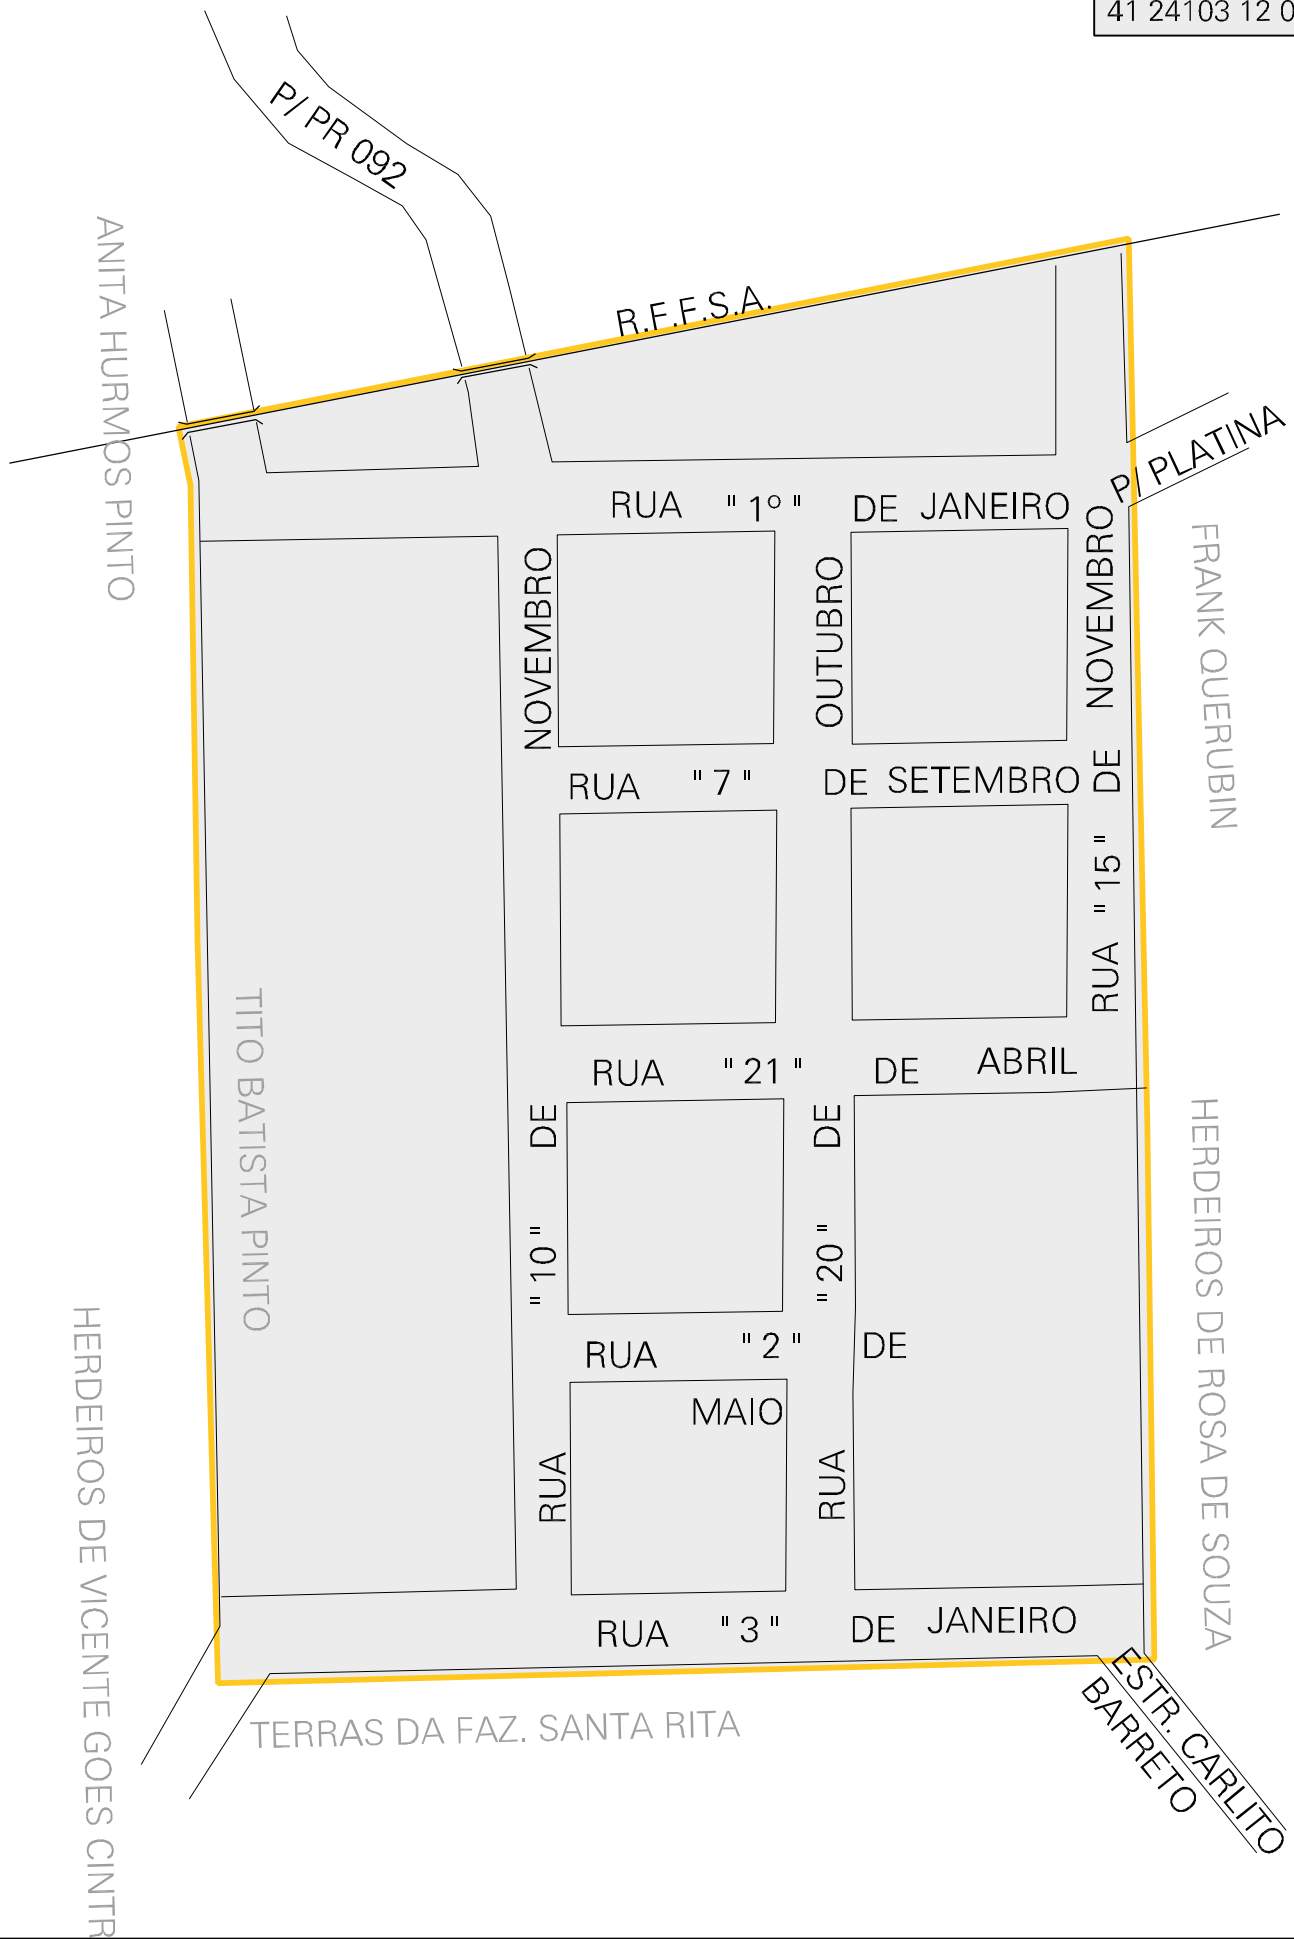 41 24103 12 0
P/ PR 092
ANITA HURMOS PINTO
R.F.F.S.A.
P/ PLATINA
RUA " 1º " DE JANEIRO
RUA " 15 " DE NOVEMBRO
FRANK QUERUBIN
RUA " 10 " DE NOVEMBRO
RUA " 20 " DE OUTUBRO
RUA " 7 " DE SETEMBRO
TITO BATISTA PINTO
RUA " 21 " DE ABRIL
HERDEIROS DE ROSA DE SOUZA
RUA " 2 " DE
MAIO
HERDEIROS DE VICENTE GOES CINTR
RUA " 3 " DE JANEIRO
TERRAS DA FAZ. SANTA RITA
ESTR. CARLITO
BARRETO